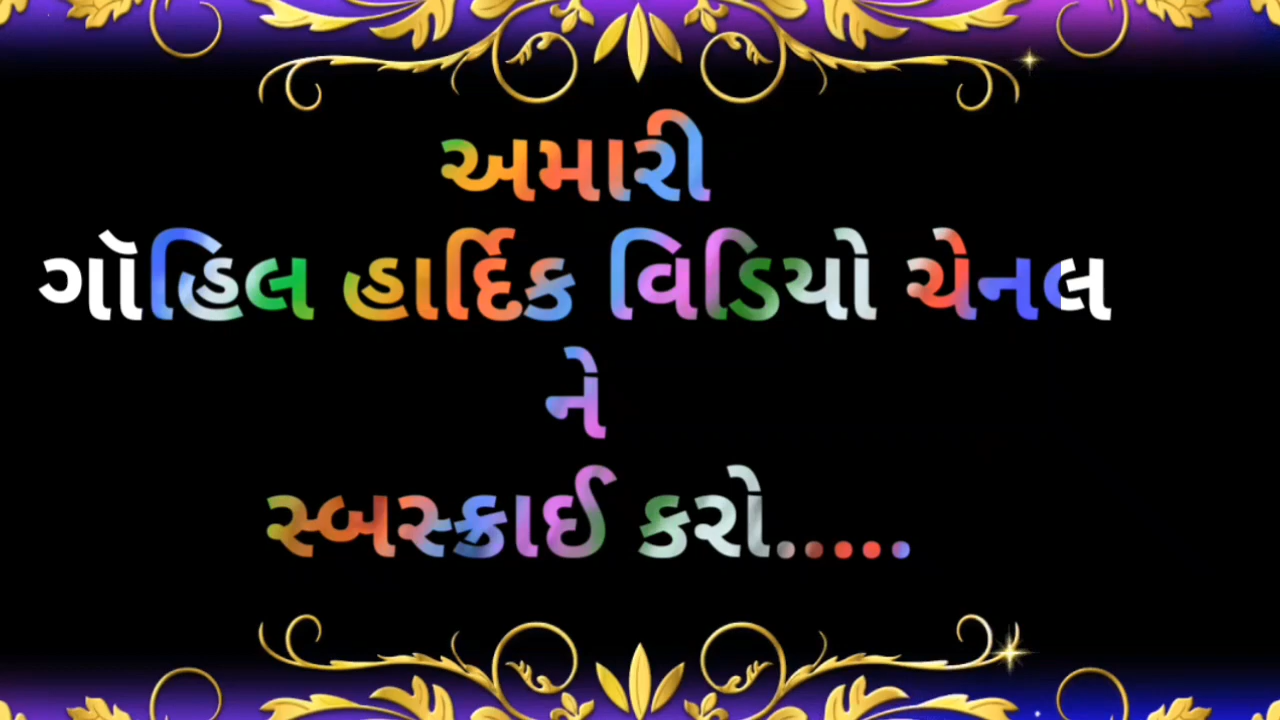 અમારી
ગૉહિલ હાર્દિક વિડિયો ચેનલ
ને
સ્બસ્ક્રાઈ કરો.....